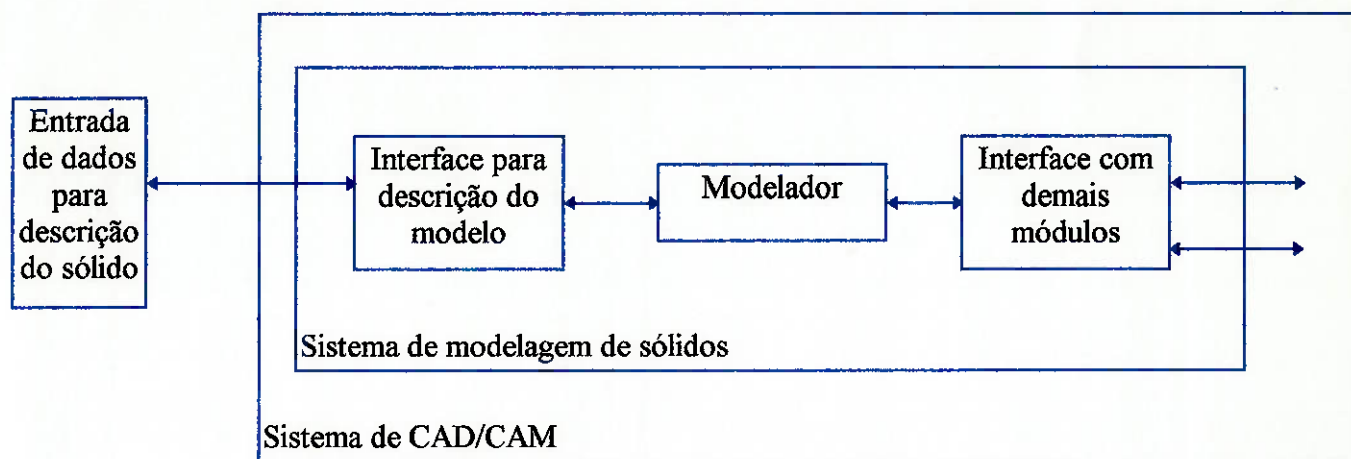 Entrada
de dados
para
descrição
do sólido
Interface para
descrição do
modelo
Modelador
Interface com
demais
módulos
Sistema de modelagem de sólidos
Sistema de CAD/CAM